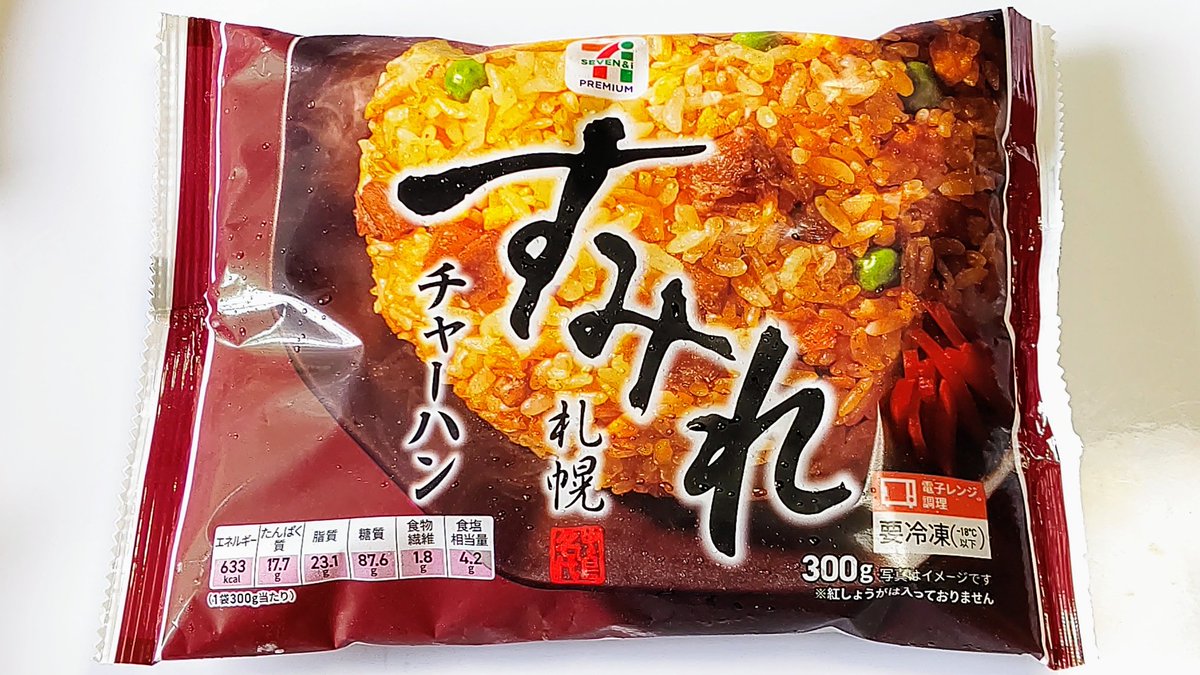 SEVEN&i
PREMIUM
すみれ
チャーハン
札幌
電子レンジ
調理
要冷凍(-18℃以下)
エネルギー
633
kcal
たんぱく質
17.7
g
脂質
23.1
g
糖質
87.6
g
食物繊維
1.8
g
食塩相当量
4.2
g
(1袋300g当たり)
300g 写真はイメージです
※紅しょうがは入っておりません